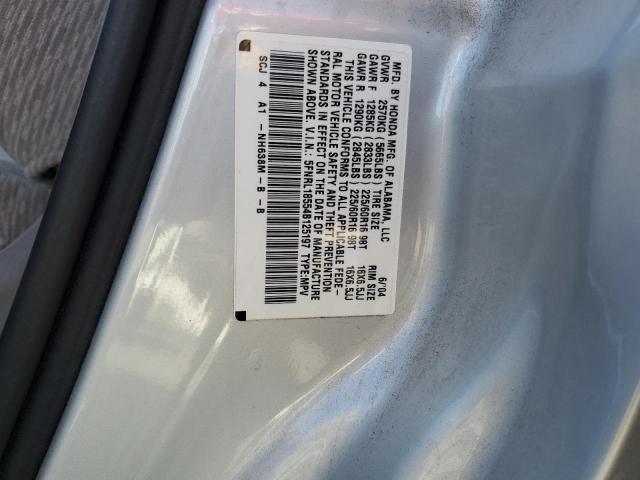 MFD. BY HONDA MFG. OF ALABAMA, LLC 6/04
GVWR 2570KG (5665LBS) TIRE SIZE RIM SIZE
GAWR F 1285KG (2833LBS) 225/60R16 98T 16X6.5JJ
GAWR R 1290KG (2845LBS) 225/60R16 98T 16X6.5JJ
THIS VEHICLE CONFORMS TO ALL APPLICABLE FEDE-
RAL MOTOR VEHICLE SAFETY AND THEFT PREVENTION
STANDARDS IN EFFECT ON THE DATE OF MANUFACTURE
SHOWN ABOVE. V.I.N.: 5FNRL18554B125197 TYPE:MPV
SCJ 4 A1 -NH638M-B -B